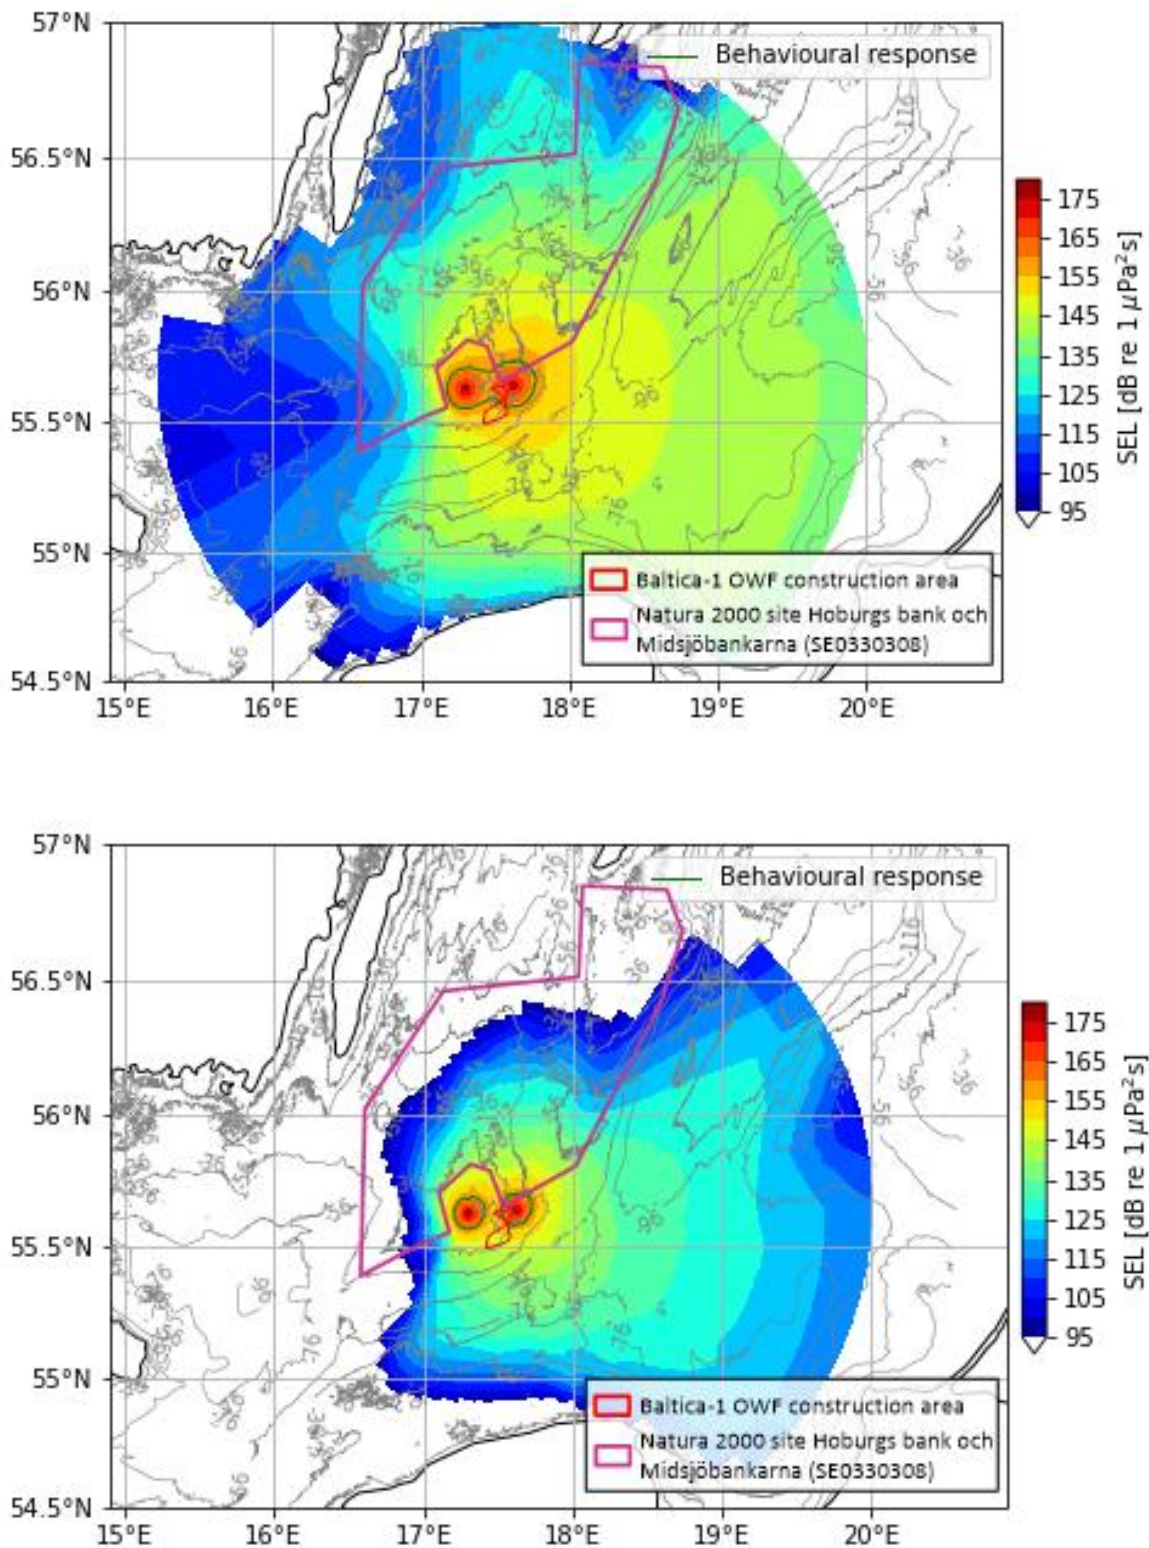 57°N
56.5°N
56°N
55.5°N
55°N
54.5°N
15°E 16°E 17°E 18°E 19°E 20°E
Behavioural response
Baltica-1 OWF construction area
Natura 2000 site Hoburgs bank och
Midsjöbankarna (SE0330308)
175
165
155
145
135
125
115
105
95
SEL [dB re 1 μPa²s]
57°N
56.5°N
56°N
55.5°N
55°N
54.5°N
15°E 16°E 17°E 18°E 19°E 20°E
Behavioural response
Baltica-1 OWF construction area
Natura 2000 site Hoburgs bank och
Midsjöbankarna (SE0330308)
175
165
155
145
135
125
115
105
95
SEL [dB re 1 μPa²s]